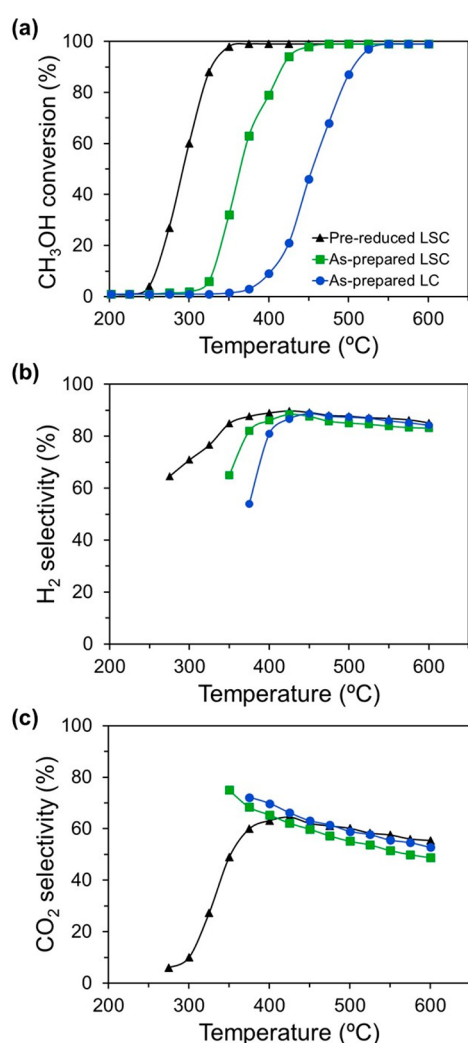 (a)
CH₃OH conversion (%)
100
80
60
40
20
0
Pre-reduced LSC
As-prepared LSC
As-prepared LC
200 300 400 500 600
Temperature (ºC)
(b)
H₂ selectivity (%)
100
80
60
40
20
0
200 300 400 500 600
Temperature (ºC)
(c)
CO₂ selectivity (%)
100
80
60
40
20
0
200 300 400 500 600
Temperature (ºC)